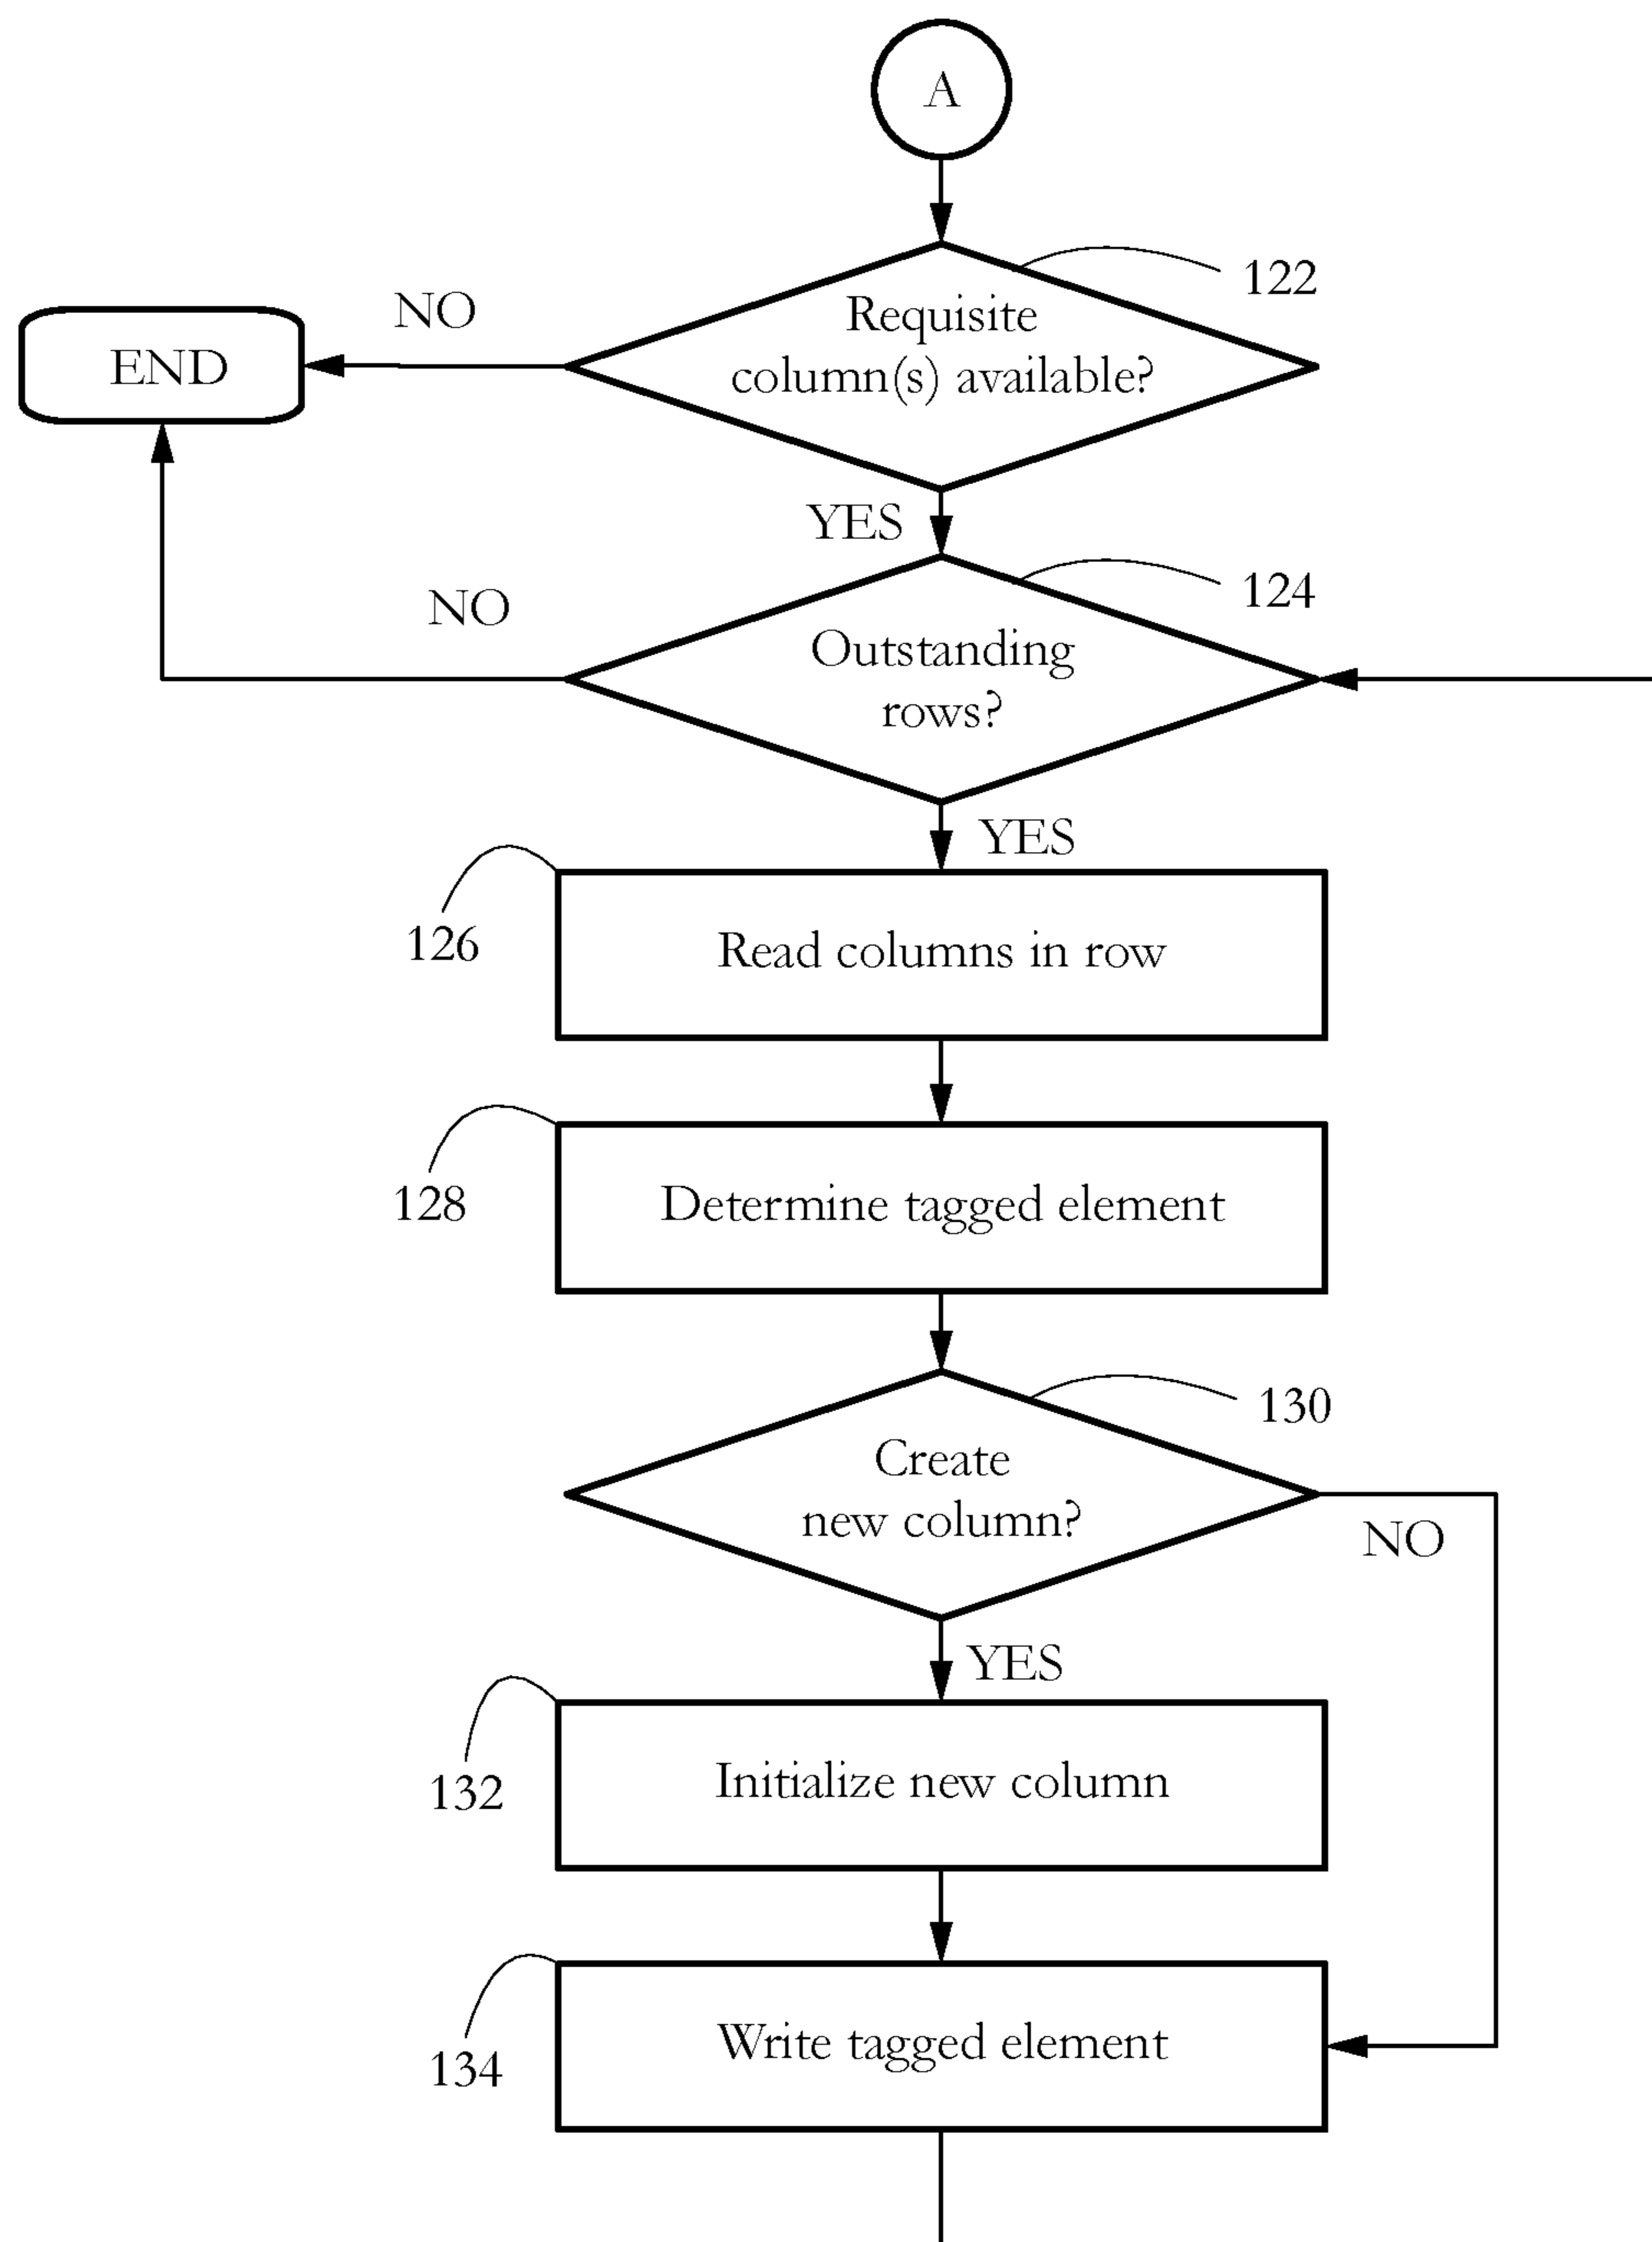 A
122
Requisite
column(s) available?
NO
END
YES
124
Outstanding
rows?
NO
YES
126
Read columns in row
128
Determine tagged element
130
Create
new column?
NO
YES
132
Initialize new column
134
Write tagged element